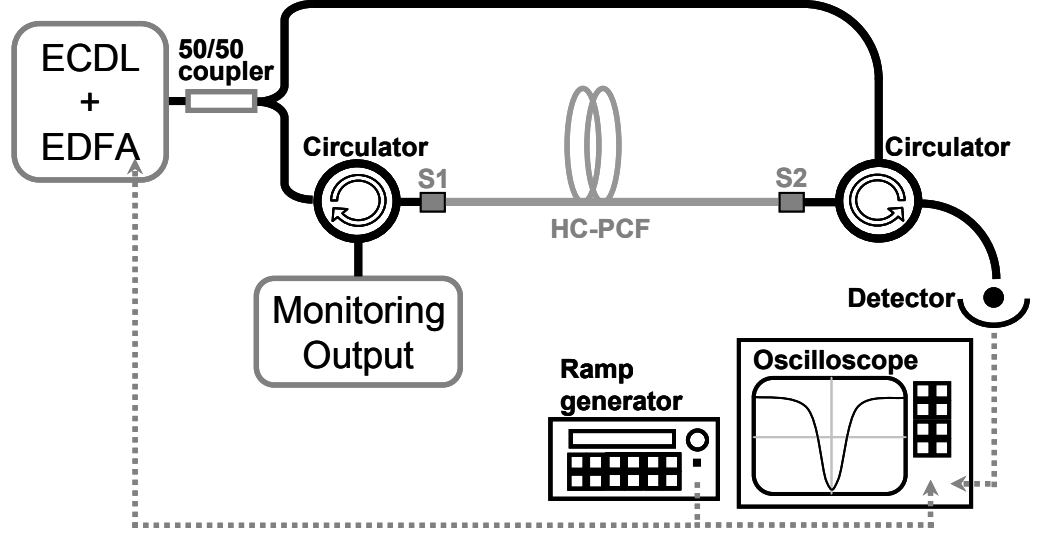 ECDL
+
EDFA
50/50
coupler
Circulator
S1
HC-PCF
S2
Circulator
Monitoring
Output
Detector
Ramp
generator
Oscilloscope